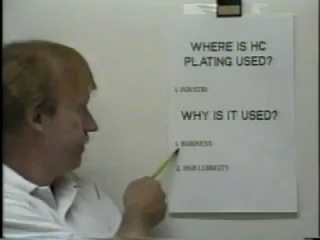 WHERE IS HC
PLATING USED?
1. INDUSTRY
WHY IS IT USED?
1. HARDNESS
2. HIGH LUBRICITY